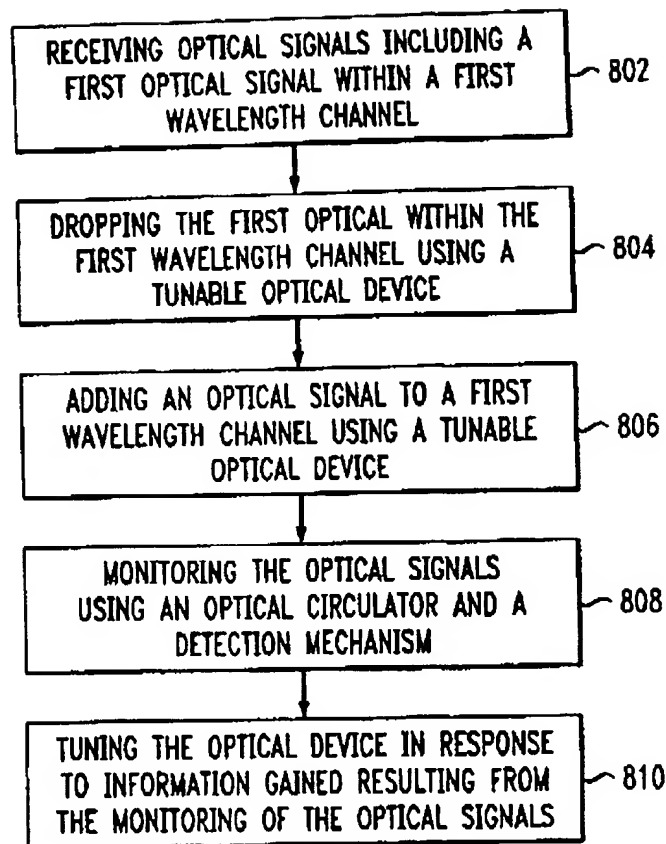 RECEIVING OPTICAL SIGNALS INCLUDING A
FIRST OPTICAL SIGNAL WITHIN A FIRST
WAVELENGTH CHANNEL
802
DROPPING THE FIRST OPTICAL WITHIN THE
FIRST WAVELENGTH CHANNEL USING A
TUNABLE OPTICAL DEVICE
804
ADDING AN OPTICAL SIGNAL TO A FIRST
WAVELENGTH CHANNEL USING A TUNABLE
OPTICAL DEVICE
806
MONITORING THE OPTICAL SIGNALS
USING AN OPTICAL CIRCULATOR AND A
DETECTION MECHANISM
808
TUNING THE OPTICAL DEVICE IN RESPONSE
TO INFORMATION GAINED RESULTING FROM
THE MONITORING OF THE OPTICAL SIGNALS
810